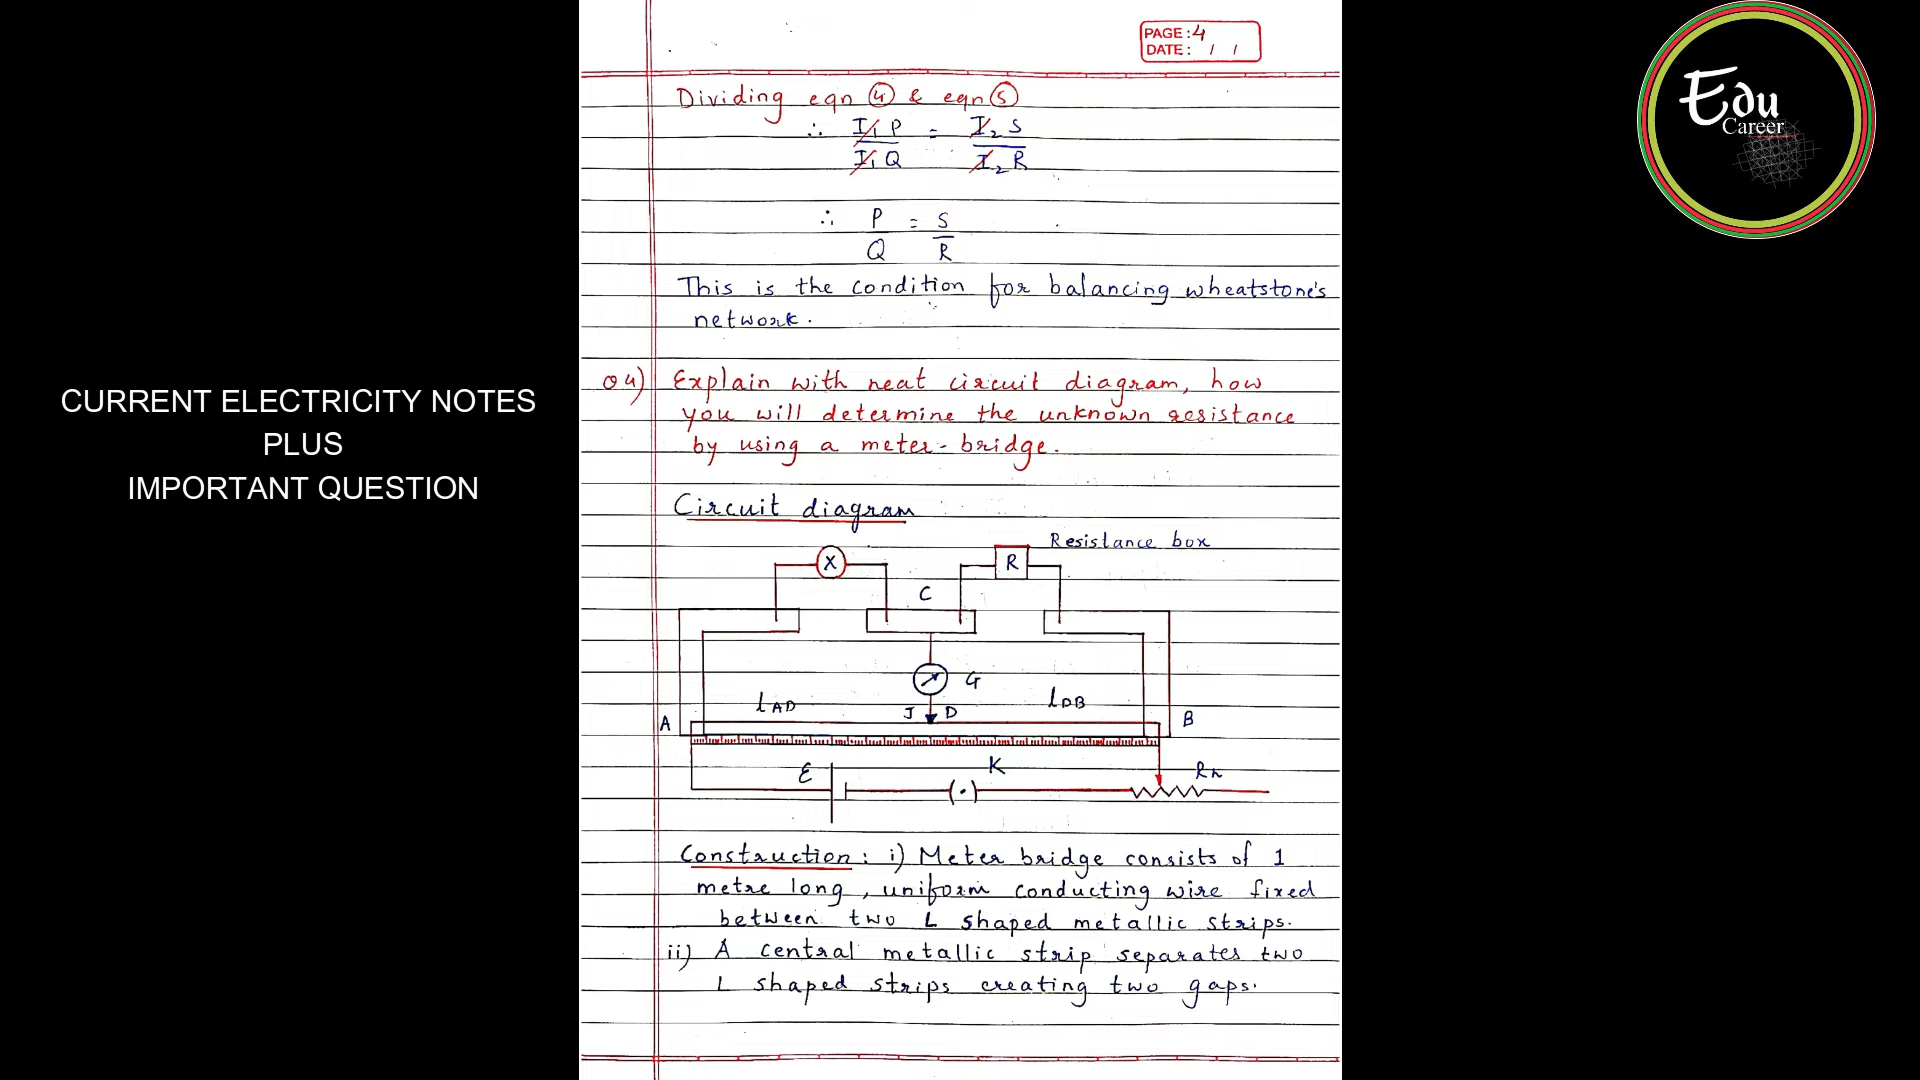 PAGE: 4
DATE: / /
Edu
Career
CURRENT ELECTRICITY NOTES
PLUS
IMPORTANT QUESTION
Dividing eqn ④ & eqn ⑤
∴ I₁P / I₁Q = I₂S / I₂R
∴ P / Q = S / R
This is the condition for balancing wheatstone's
network.
Q4) Explain with neat circuit diagram, how
you will determine the unknown resistance
by using a meter-bridge.
Circuit diagram
Resistance box
X
R
C
G
lAD
lDB
A
J
D
B
E
K
Rh
Construction: i) Meter bridge consists of 1
metre long, uniform conducting wire fixed
between two L shaped metallic strips.
ii) A central metallic strip separates two
L shaped strips creating two gaps.